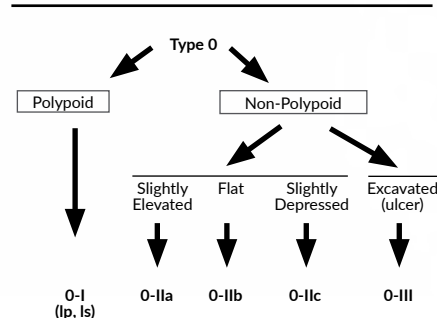 Type 0
Polypoid
Non-Polypoid
Slightly
Elevated
Flat
Slightly
Depressed
Excavated
(ulcer)
0-I
(Ip, Is)
0-IIa
0-IIb
0-IIc
0-III